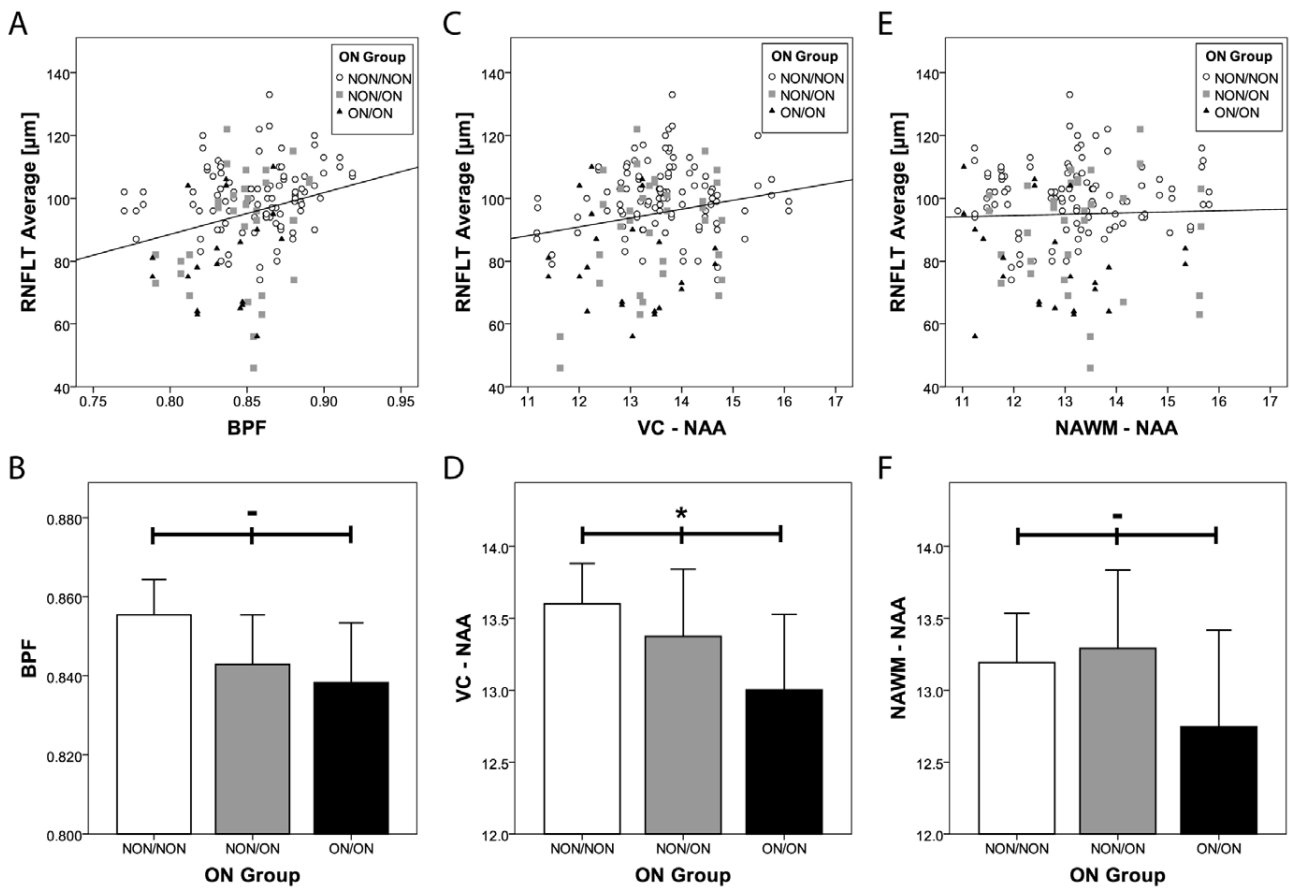 A
RNFLT Average [µm]
140
120
100
80
60
40
ON Group
NON/NON
NON/ON
ON/ON
0.75 0.80 0.85 0.90 0.95
BPF
C
RNFLT Average [µm]
140
120
100
80
60
40
ON Group
NON/NON
NON/ON
ON/ON
11 12 13 14 15 16 17
VC - NAA
E
RNFLT Average [µm]
140
120
100
80
60
40
ON Group
NON/NON
NON/ON
ON/ON
11 12 13 14 15 16 17
NAWM - NAA
B
BPF
0.880
0.860
0.840
0.820
0.800
-
NON/NON NON/ON ON/ON
ON Group
D
VC - NAA
14.0
13.5
13.0
12.5
12.0
*
NON/NON NON/ON ON/ON
ON Group
F
NAWM - NAA
14.0
13.5
13.0
12.5
12.0
-
NON/NON NON/ON ON/ON
ON Group